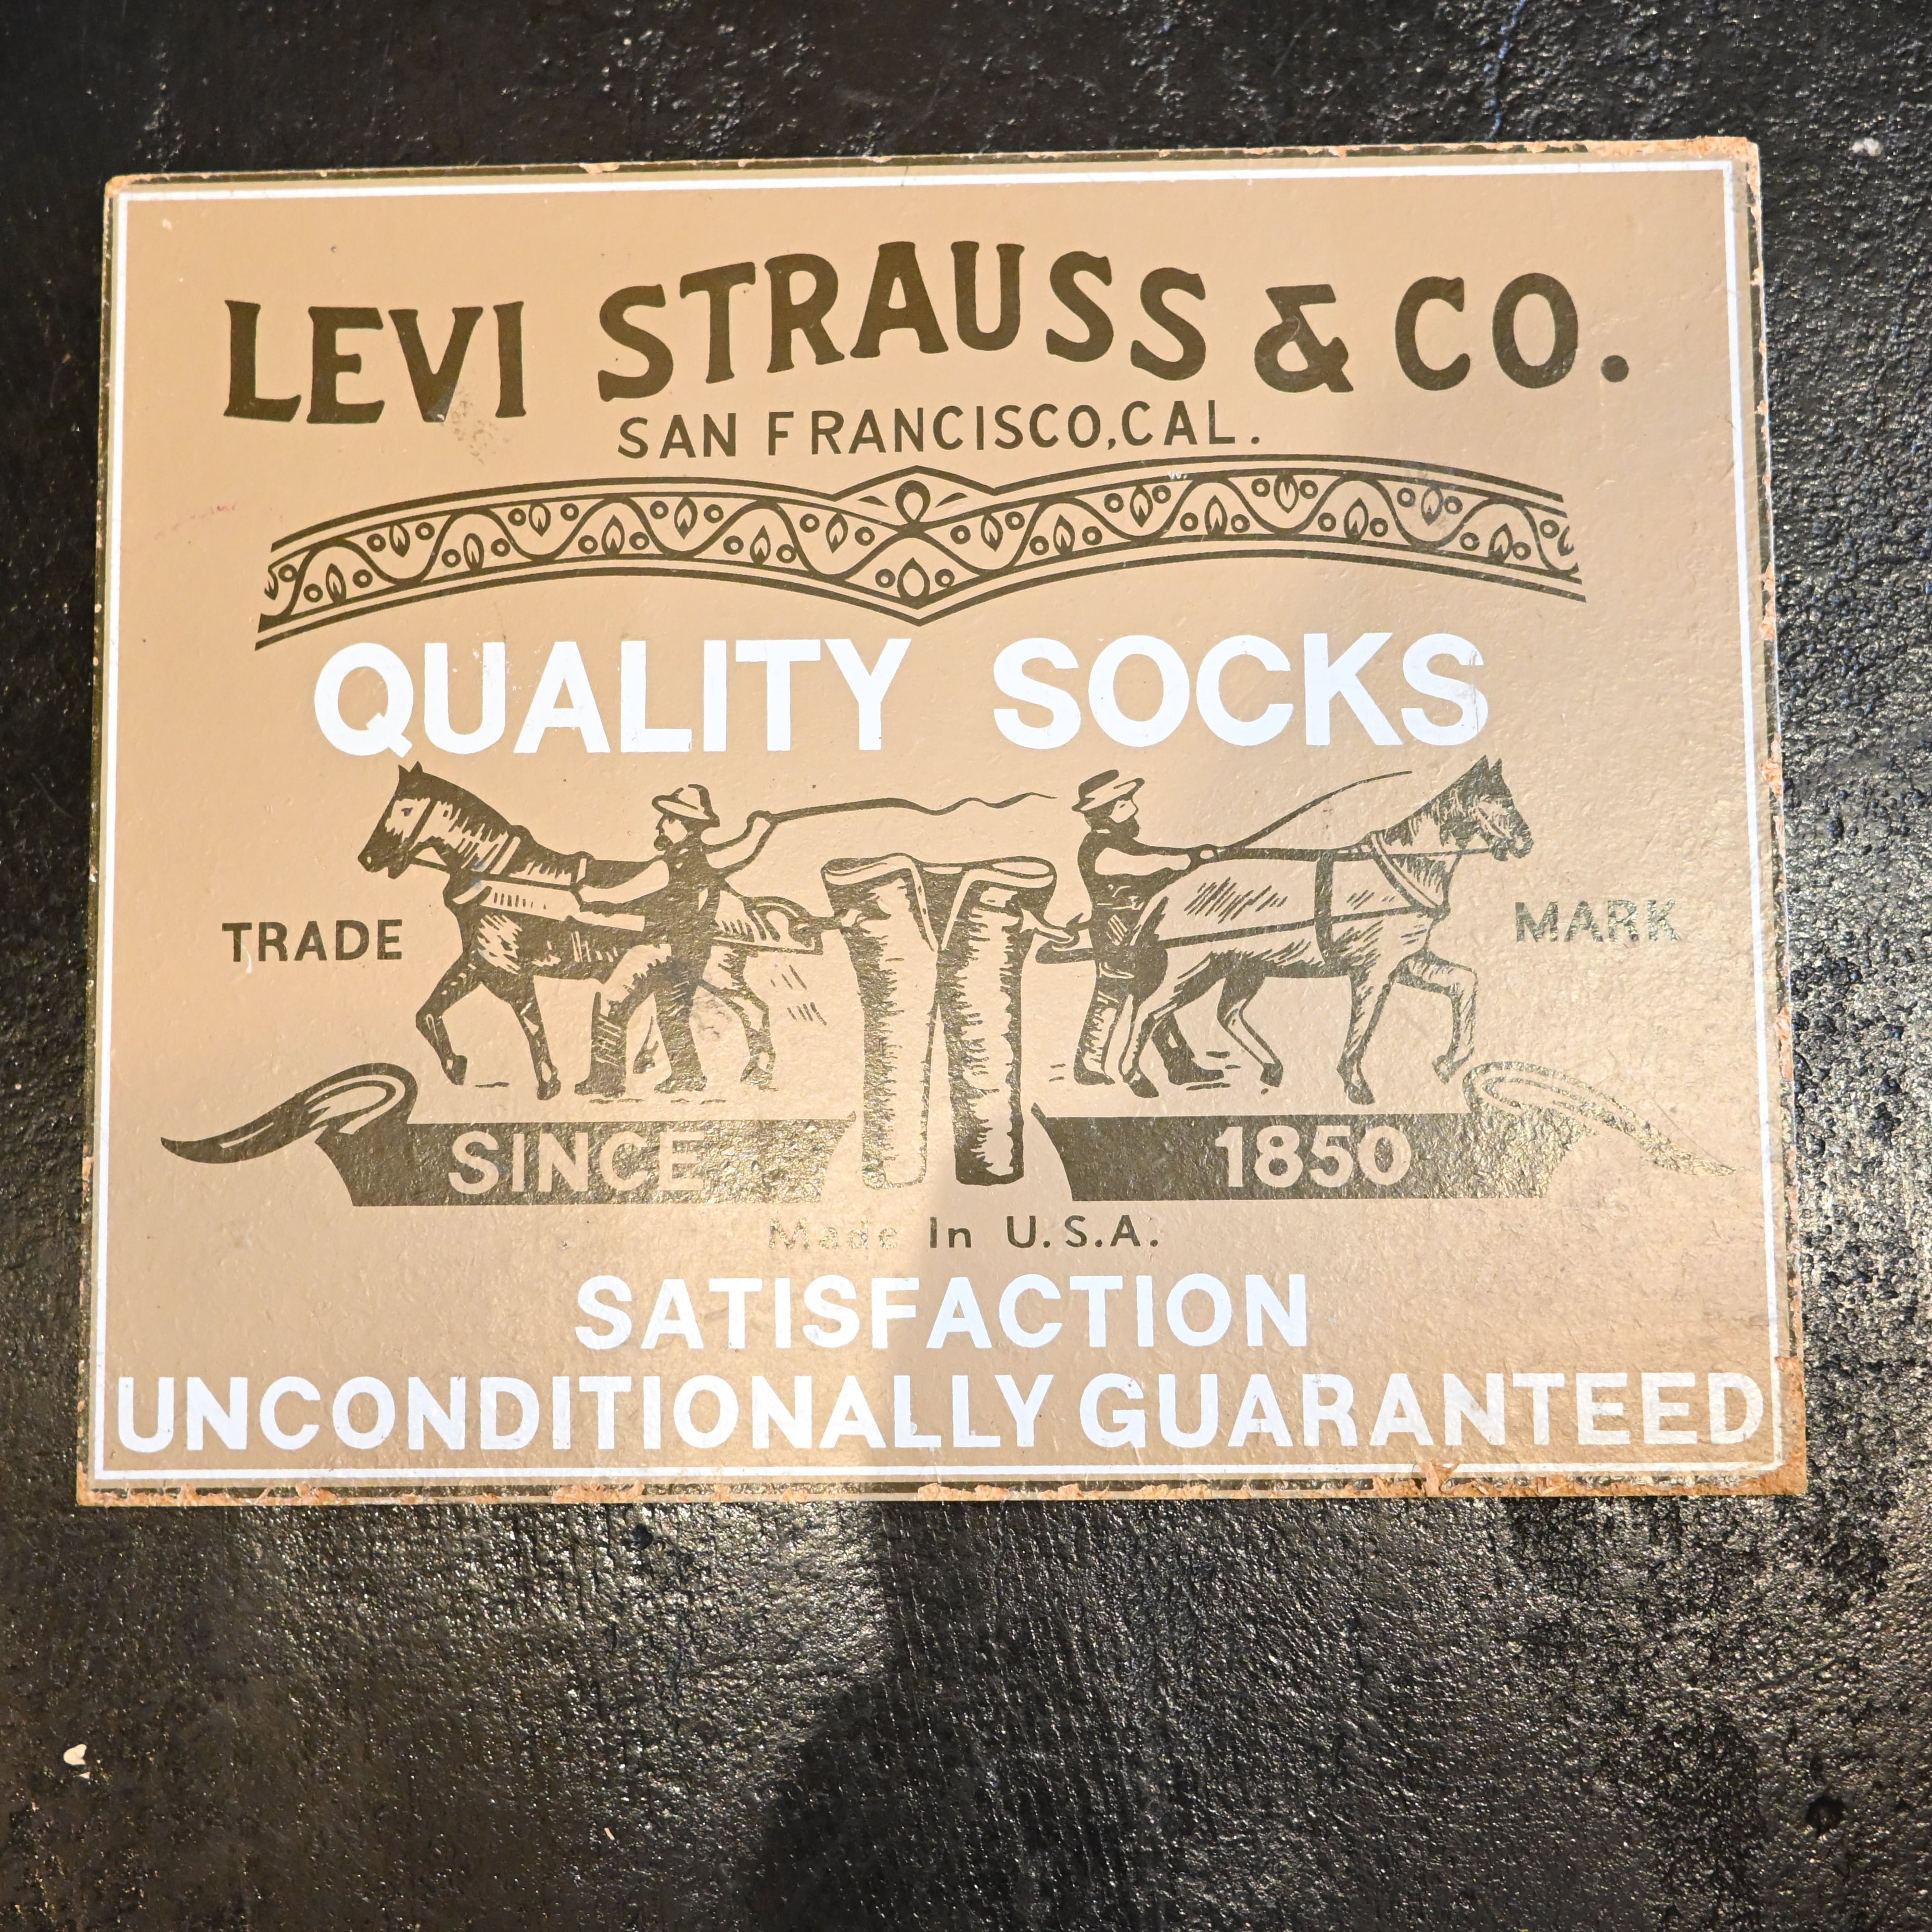 LEVI STRAUSS & CO.
SAN FRANCISCO, CAL.
QUALITY SOCKS
TRADE MARK
SINCE 1850
Made In U.S.A.
SATISFACTION
UNCONDITIONALLY GUARANTEED